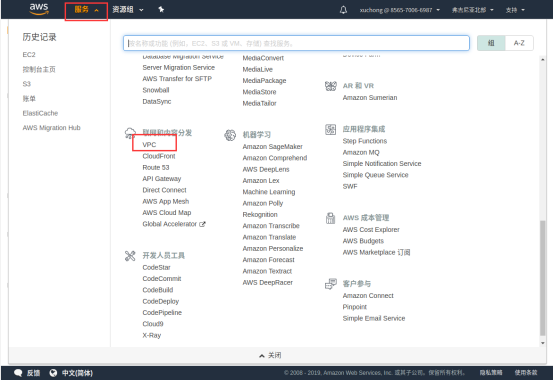 aws
服务
资源组
xuchong @ 8565-7006-6987
弗吉尼亚北部
支持
历史记录
EC2
控制台主页
S3
账单
ElastiCache
AWS Migration Hub
按名称或功能 (例如，EC2、S3 或 VM、存储) 查找服务。
组
A-Z
Database Migration Service
Server Migration Service
AWS Transfer for SFTP
Snowball
DataSync
联网和内容分发
VPC
CloudFront
Route 53
API Gateway
Direct Connect
AWS App Mesh
AWS Cloud Map
Global Accelerator
开发人员工具
CodeStar
CodeCommit
CodeBuild
CodeDeploy
CodePipeline
Cloud9
X-Ray
MediaConvert
MediaLive
MediaPackage
MediaStore
MediaTailor
机器学习
Amazon SageMaker
Amazon Comprehend
AWS DeepLens
Amazon Lex
Machine Learning
Amazon Polly
Rekognition
Amazon Transcribe
Amazon Translate
Amazon Personalize
Amazon Forecast
Amazon Textract
AWS DeepRacer
Device Farm
AR 和 VR
Amazon Sumerian
应用程序集成
Step Functions
Amazon MQ
Simple Notification Service
Simple Queue Service
SWF
AWS 成本管理
AWS Cost Explorer
AWS Budgets
AWS Marketplace 订阅
客户参与
Amazon Connect
Pinpoint
Simple Email Service
关闭
反馈
中文(简体)
© 2008 - 2019, Amazon Web Services, Inc. 或其子公司。保留所有权利。
隐私策略
使用条款